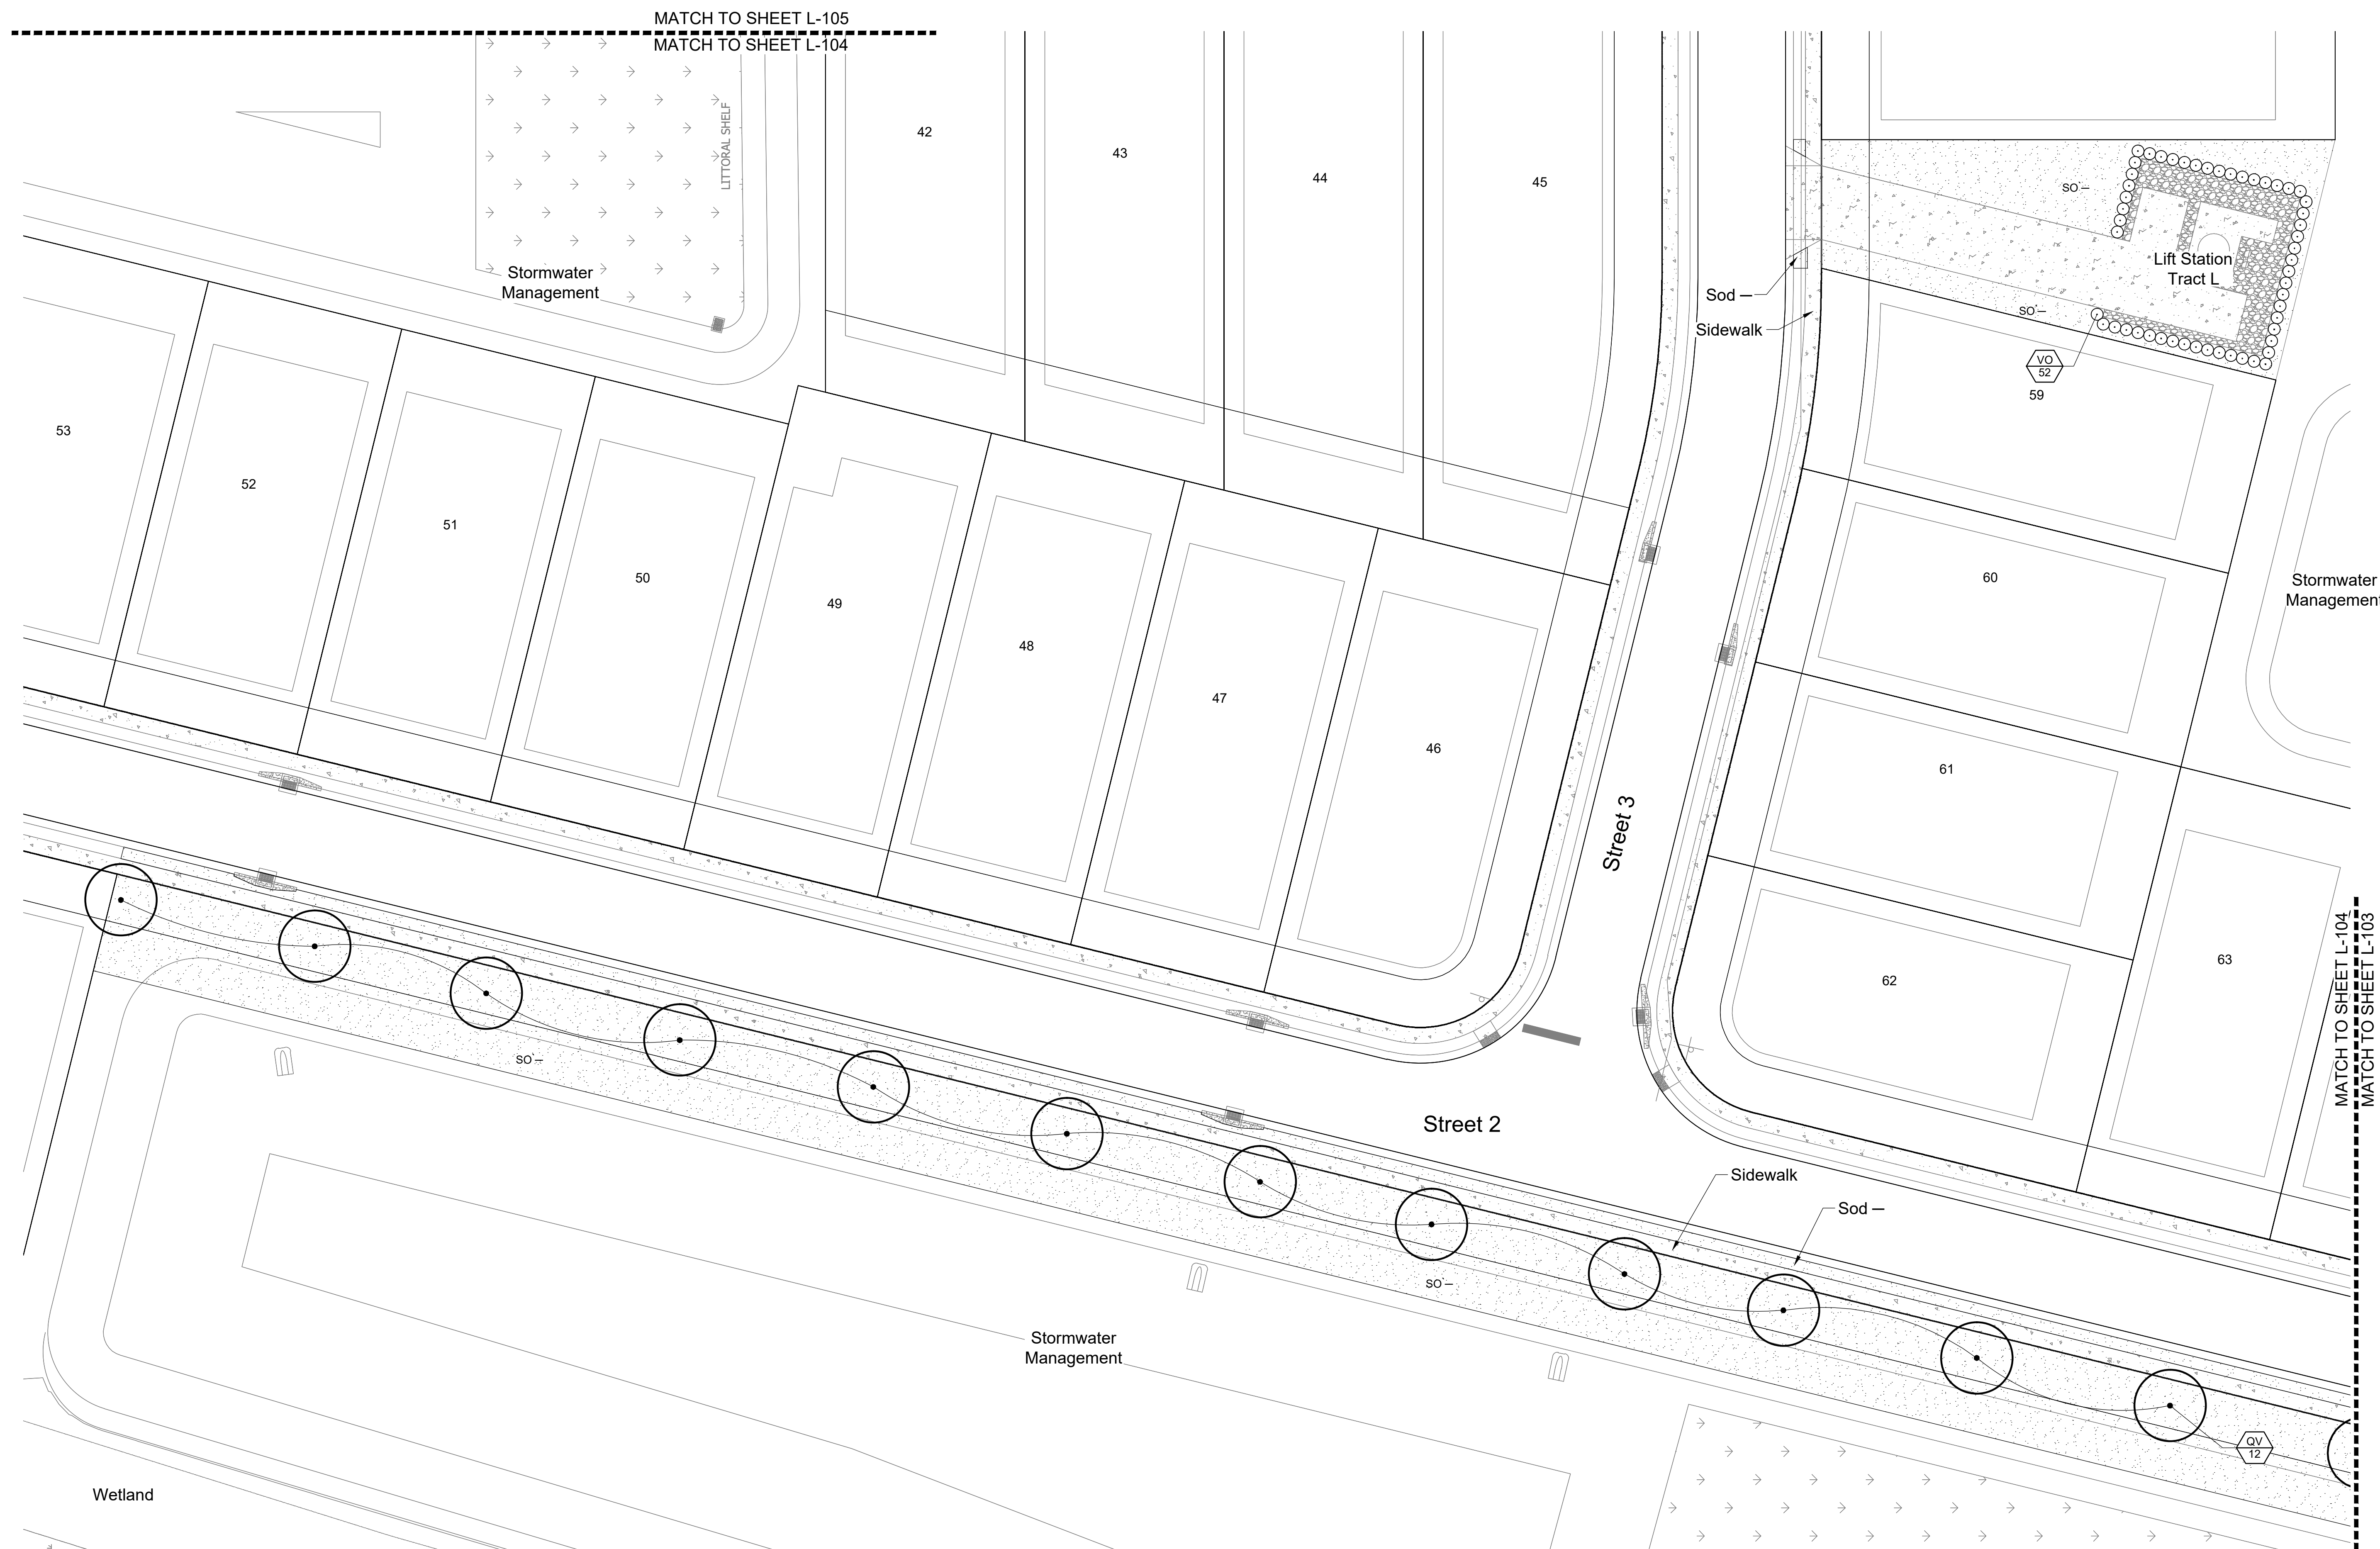 MATCH TO SHEET L-105
MATCH TO SHEET L-104
LITTORAL SHELF
42
43
44
45
SO
Lift Station
Tract L
Stormwater
Management
Sod
SO
Sidewalk
VO
52
59
53
52
51
50
49
48
47
46
60
Stormwater
Management
61
62
63
Street 3
MATCH TO SHEET L-104
MATCH TO SHEET L-103
SO
Street 2
Sidewalk
Sod
SO
Stormwater
Management
QV
12
Wetland